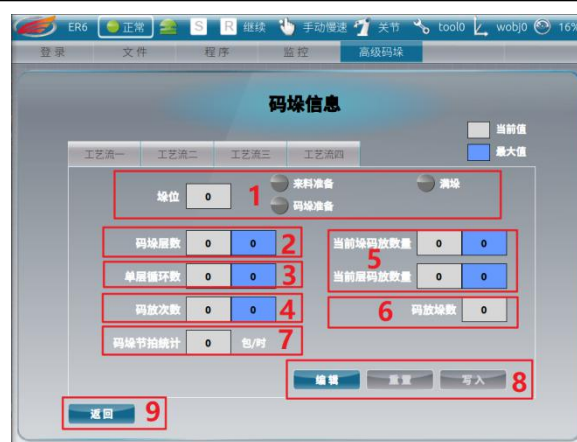 ER6 正常 S R 继续 手动慢速 关节 tool0 wobj0 16%
登录 文件 程序 监控 高级码垛
码垛信息
当前值
最大值
工艺流一 工艺流二 工艺流三 工艺流四
垛位 0 1 来料准备 满垛
码垛准备
码垛层数 0 0 2 当前垛码放数量 0 0
5
单层循环数 0 0 3 当前层码放数量 0 0
码放次数 0 0 4 6 码放垛数 0
码垛节拍统计 0 包/时 7
编辑 重置 写入 8
返回 9